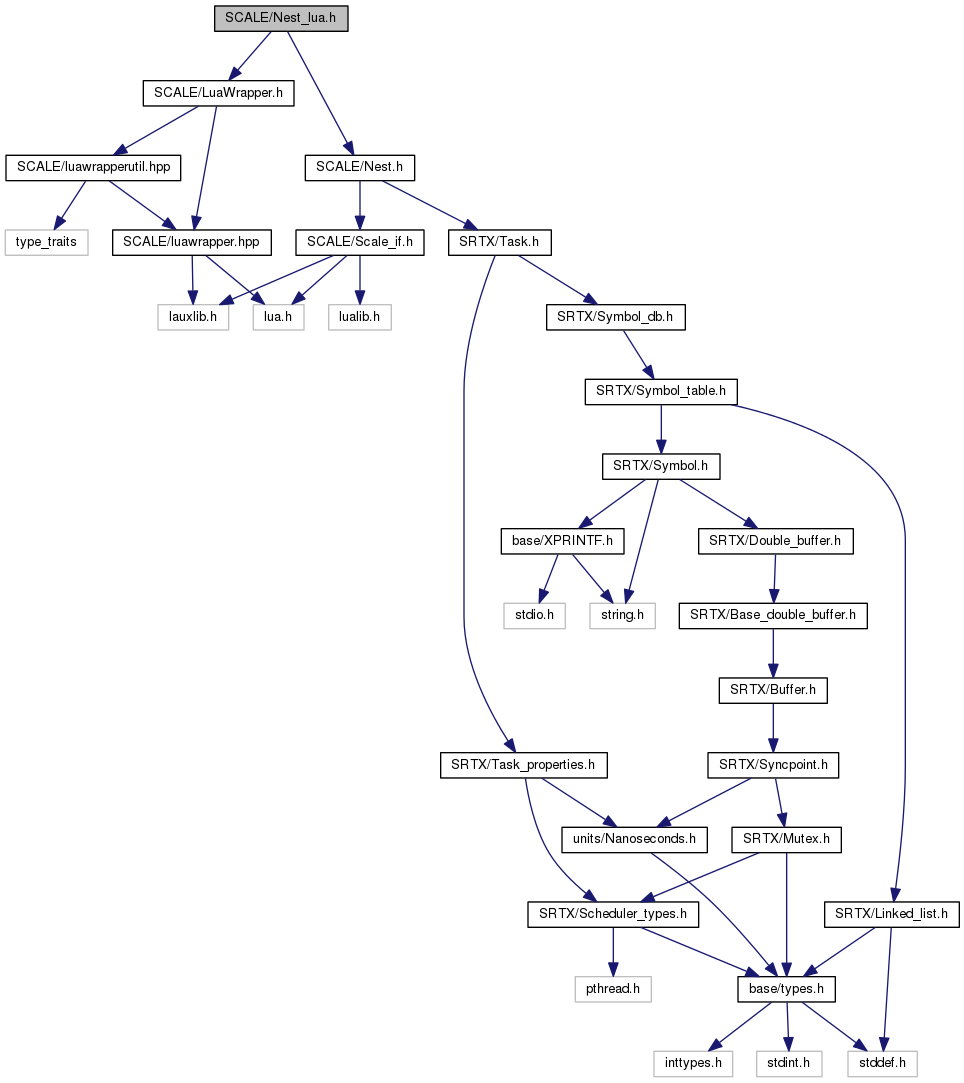 SCALE/Nest_lua.h
SCALE/LuaWrapper.h
SCALE/luawrapperutil.hpp
SCALE/Nest.h
type_traits
SCALE/luawrapper.hpp
SCALE/Scale_if.h
SRTX/Task.h
lauxlib.h
lua.h
lualib.h
SRTX/Symbol_db.h
SRTX/Symbol_table.h
SRTX/Symbol.h
base/XPRINTF.h
SRTX/Double_buffer.h
stdio.h
string.h
SRTX/Base_double_buffer.h
SRTX/Buffer.h
SRTX/Task_properties.h
SRTX/Syncpoint.h
units/Nanoseconds.h
SRTX/Mutex.h
SRTX/Scheduler_types.h
SRTX/Linked_list.h
pthread.h
base/types.h
inttypes.h
stdint.h
stddef.h